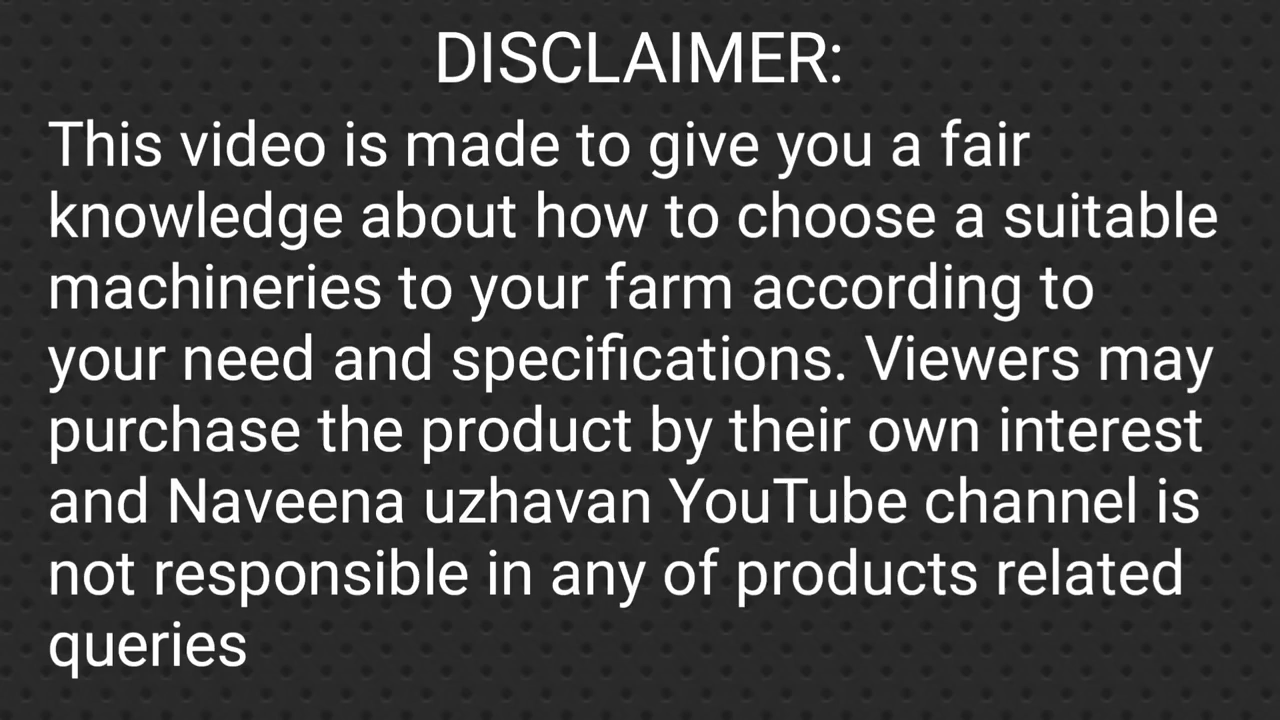 DISCLAIMER:
This video is made to give you a fair
knowledge about how to choose a suitable
machineries to your farm according to
your need and specifications. Viewers may
purchase the product by their own interest
and Naveena uzhavan YouTube channel is
not responsible in any of products related
queries